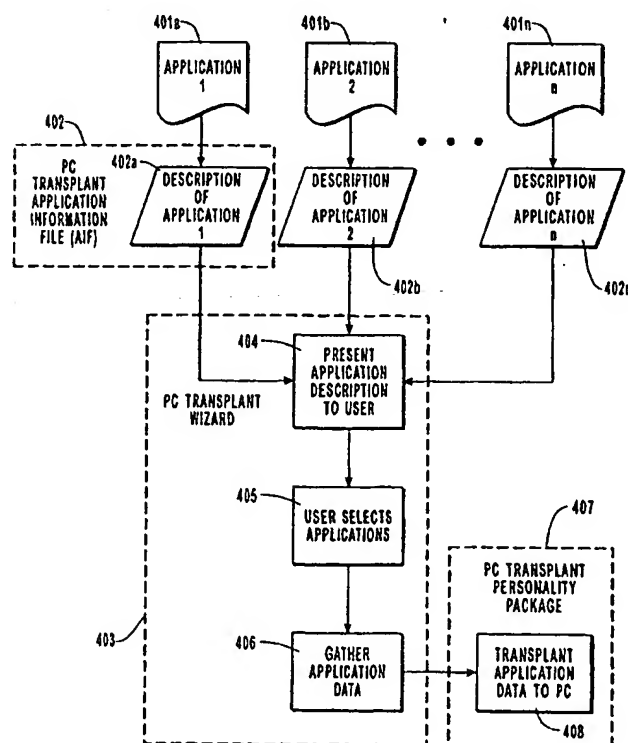 401a
401b
401n
APPLICATION
1
APPLICATION
2
APPLICATION
n
402
402a
PC
TRANSPLANT
APPLICATION
INFORMATION
FILE (AIF)
DESCRIPTION
OF
APPLICATION
1
DESCRIPTION
OF
APPLICATION
2
DESCRIPTION
OF
APPLICATION
n
402b
404
PRESENT
APPLICATION
DESCRIPTION
TO USER
PC TRANSPLANT
WIZARD
405
USER SELECTS
APPLICATIONS
407
PC TRANSPLANT
PERSONALITY
PACKAGE
403
406
GATHER
APPLICATION
DATA
TRANSPLANT
APPLICATION
DATA TO PC
408